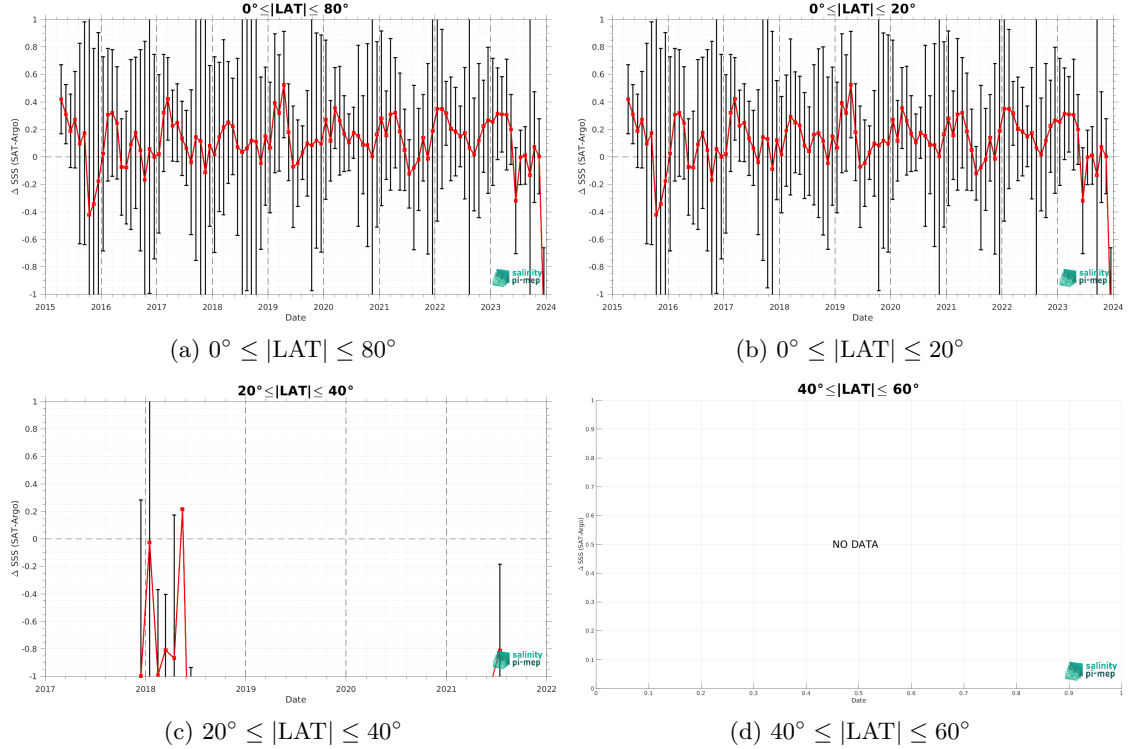 0°≤|LAT|≤ 80°
Δ SSS (SAT-Argo)
1
0.8
0.6
0.4
0.2
0
-0.2
-0.4
-0.6
-0.8
-1
2015 2016 2017 2018 2019 2020 2021 2022 2023 2024
Date
salinity
pi-mep
(a) 0° ≤ |LAT| ≤ 80°
0°≤|LAT|≤ 20°
Δ SSS (SAT-Argo)
1
0.8
0.6
0.4
0.2
0
-0.2
-0.4
-0.6
-0.8
-1
2015 2016 2017 2018 2019 2020 2021 2022 2023 2024
Date
salinity
pi-mep
(b) 0° ≤ |LAT| ≤ 20°
20°≤|LAT|≤ 40°
Δ SSS (SAT-Argo)
1
0.8
0.6
0.4
0.2
0
-0.2
-0.4
-0.6
-0.8
-1
2017 2018 2019 2020 2021 2022
Date
salinity
pi-mep
(c) 20° ≤ |LAT| ≤ 40°
40°≤|LAT|≤ 60°
Δ SSS (SAT-Argo)
1
0.9
0.8
0.7
0.6
0.5
0.4
0.3
0.2
0.1
0
NO DATA
0 0.1 0.2 0.3 0.4 0.5 0.6 0.7 0.8 0.9 1
Date
salinity
pi-mep
(d) 40° ≤ |LAT| ≤ 60°